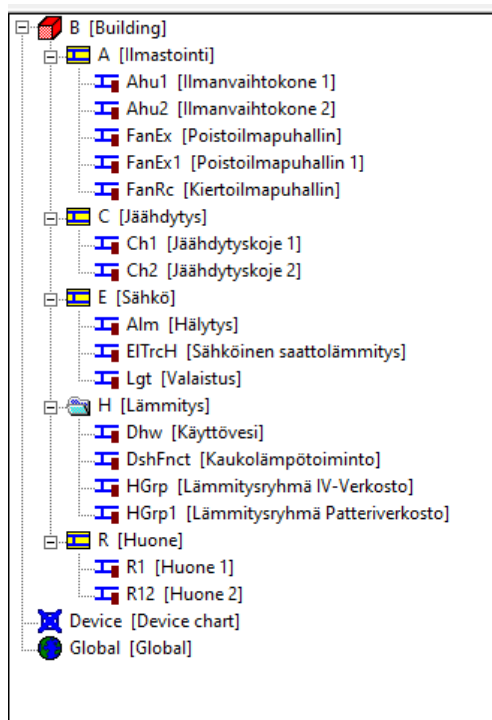 B [Building]
A [Ilmastointi]
Ahu1 [Ilmanvaihtokone 1]
Ahu2 [Ilmanvaihtokone 2]
FanEx [Poistoilmapuhallin]
FanEx1 [Poistoilmapuhallin 1]
FanRc [Kiertoilmapuhallin]
C [Jäähdytys]
Ch1 [Jäähdytyskoje 1]
Ch2 [Jäähdytyskoje 2]
E [Sähkö]
Alm [Hälytys]
ElTrcH [Sähköinen saattolämmitys]
Lgt [Valaistus]
H [Lämmitys]
Dhw [Käyttövesi]
DshFnct [Kaukolämpötoiminto]
HGrp [Lämmitysryhmä IV-Verkosto]
HGrp1 [Lämmitysryhmä Patteriverkosto]
R [Huone]
R1 [Huone 1]
R12 [Huone 2]
Device [Device chart]
Global [Global]